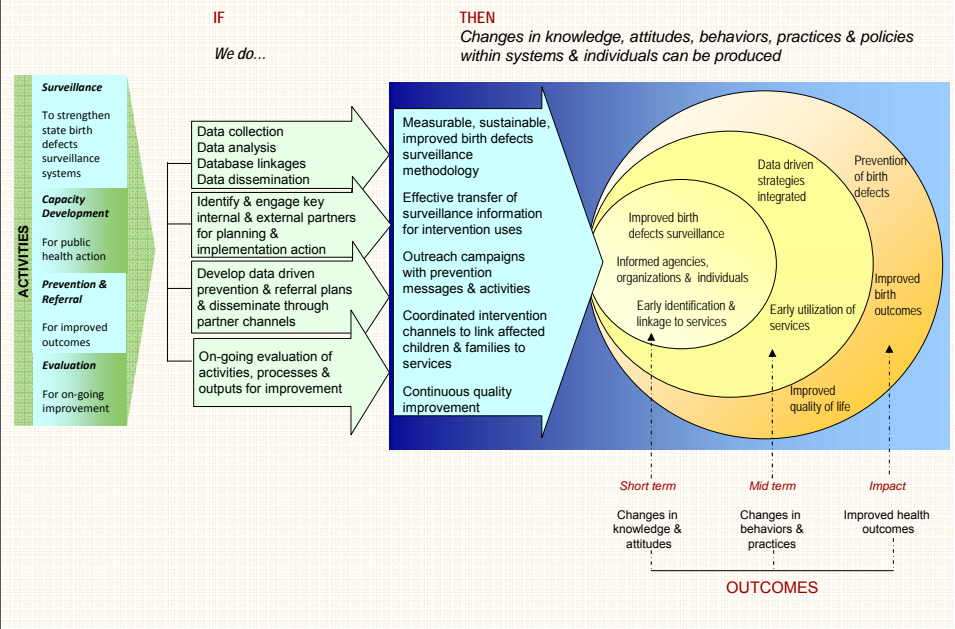 IF
We do...
THEN
Changes in knowledge, attitudes, behaviors, practices & policies
within systems & individuals can be produced
ACTIVITIES
Surveillance
To strengthen
state birth
defects
surveillance
systems
Capacity
Development
For public
health action
Prevention &
Referral
For improved
outcomes
Evaluation
For on-going
improvement
Data collection
Data analysis
Database linkages
Data dissemination
Identify & engage key
internal & external partners
for planning &
implementation action
Develop data driven
prevention & referral plans
& disseminate through
partner channels
On-going evaluation of
activities, processes &
outputs for improvement
Measurable, sustainable,
improved birth defects
surveillance
methodology
Effective transfer of
surveillance information
for intervention uses
Outreach campaigns
with prevention
messages & activities
Coordinated intervention
channels to link affected
children & families to
services
Continuous quality
improvement
Improved birth
defects surveillance
Informed agencies,
organizations & individuals
Early identification &
linkage to services
Data driven
strategies
integrated
Early utilization of
services
Prevention
of birth
defects
Improved
birth
outcomes
Improved
quality of life
Short term
Changes in
knowledge &
attitudes
Mid term
Changes in
behaviors &
practices
Impact
Improved health
outcomes
OUTCOMES